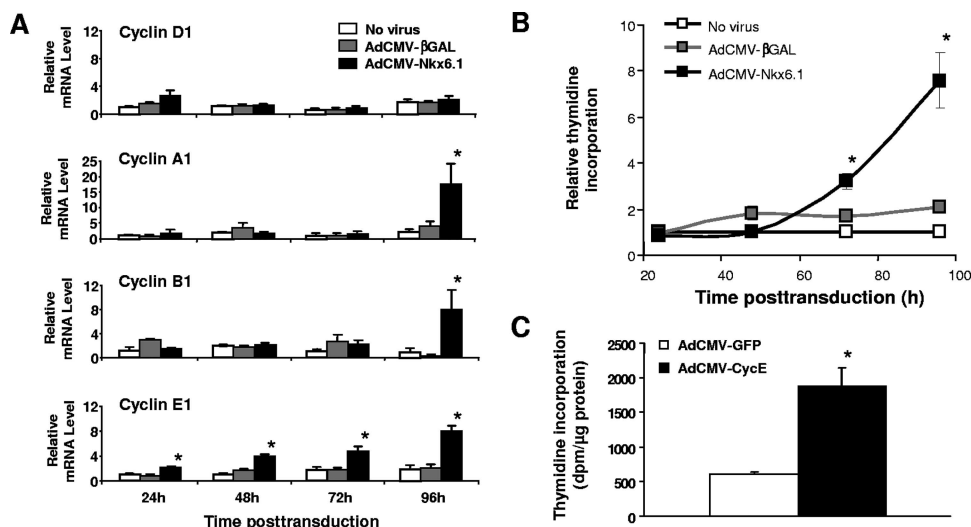 A
Cyclin D1
No virus
AdCMV-βGAL
AdCMV-Nkx6.1
Relative
mRNA Level
12
8
4
0
Cyclin A1
*
Relative
mRNA Level
25
20
15
10
5
0
Cyclin B1
*
Relative
mRNA Level
12
8
4
0
Cyclin E1
* * * *
Relative
mRNA Level
12
8
4
0
24h 48h 72h 96h
Time posttransduction
B
No virus
AdCMV-βGAL
AdCMV-Nkx6.1
*
*
Relative thymidine
incorporation
10
8
6
4
2
0
20 40 60 80 100
Time posttransduction (h)
C
AdCMV-GFP
AdCMV-CycE
*
Thymidine incorporation
(dpm/µg protein)
2500
2000
1500
1000
500
0